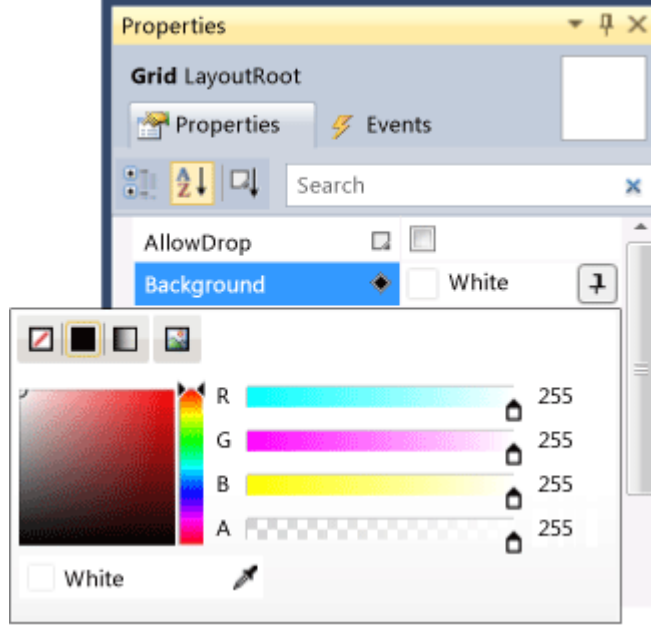 Properties
Grid LayoutRoot
Properties Events
Search
AllowDrop
Background White
R 255
G 255
B 255
A 255
White